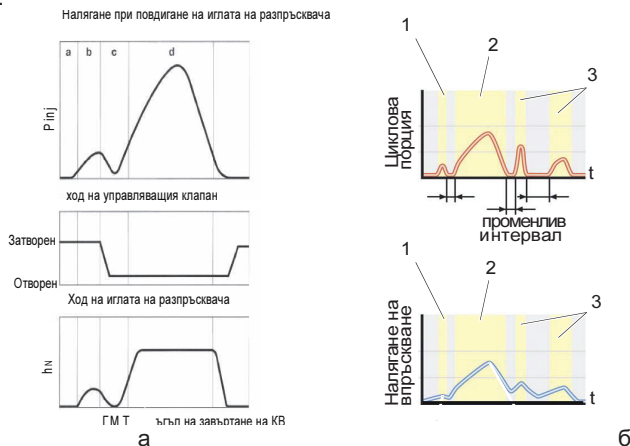 Налягане при повдигане на иглата на разпръсквача
a b c d
P inj
ход на управляващия клапан
Затворен
Отворен
Ход на иглата на разпръсквача
hN
ГМТ ъгъл на завъртане на КВ
а
1
2
3
Циклова
порция
t
променлив
интервал
1
2
3
Налягане на
впръскване
t
б